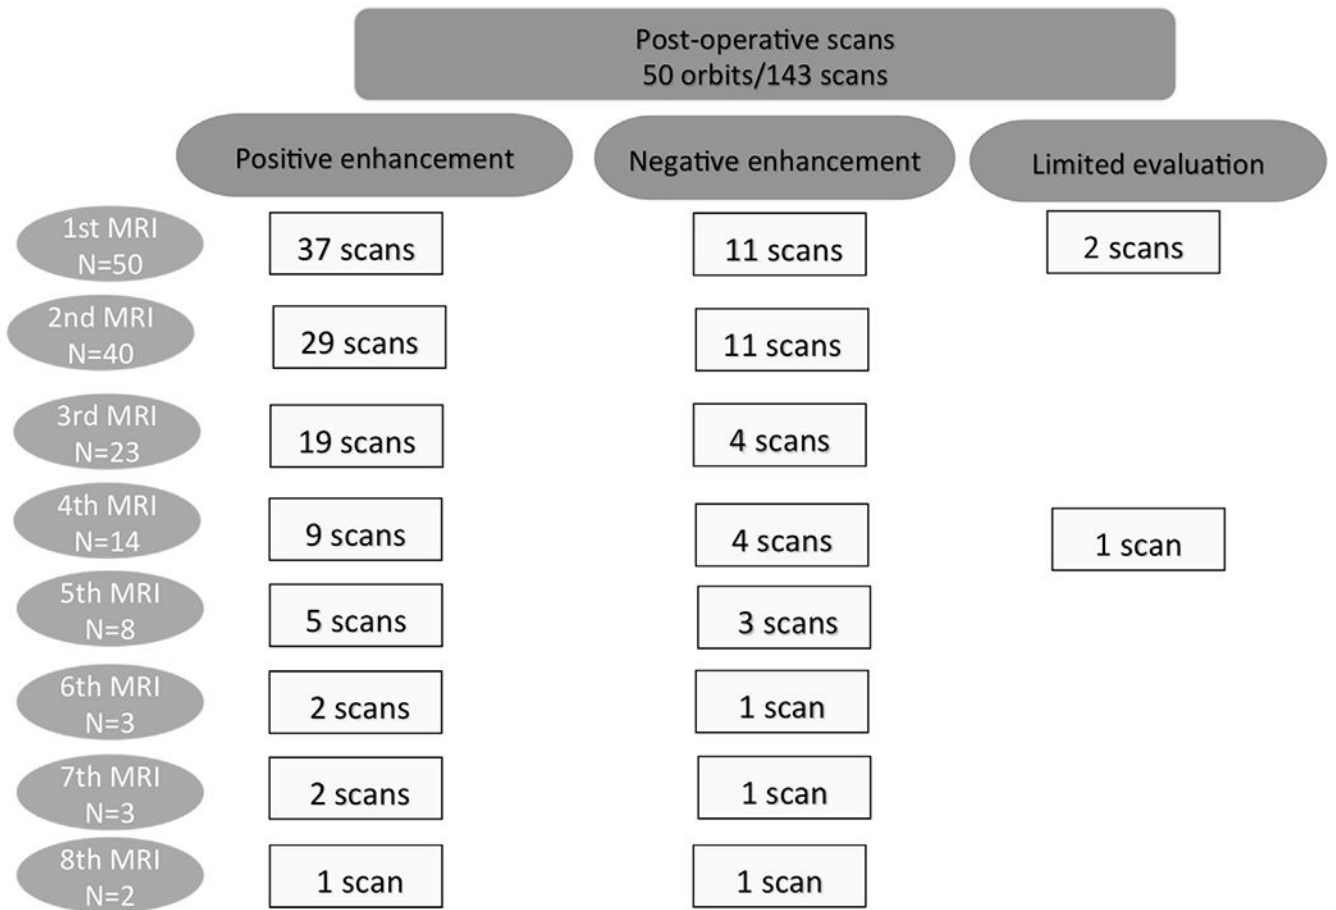 Post-operative scans
50 orbits/143 scans
Positive enhancement
Negative enhancement
Limited evaluation
1st MRI
N=50
37 scans
11 scans
2 scans
2nd MRI
N=40
29 scans
11 scans
3rd MRI
N=23
19 scans
4 scans
4th MRI
N=14
9 scans
4 scans
1 scan
5th MRI
N=8
5 scans
3 scans
6th MRI
N=3
2 scans
1 scan
7th MRI
N=3
2 scans
1 scan
8th MRI
N=2
1 scan
1 scan